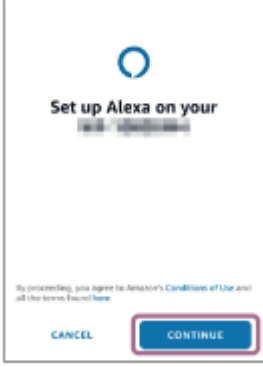 Set up Alexa on your
By proceeding, you agree to Amazon's Conditions of Use and
all the terms found here.
CANCEL
CONTINUE